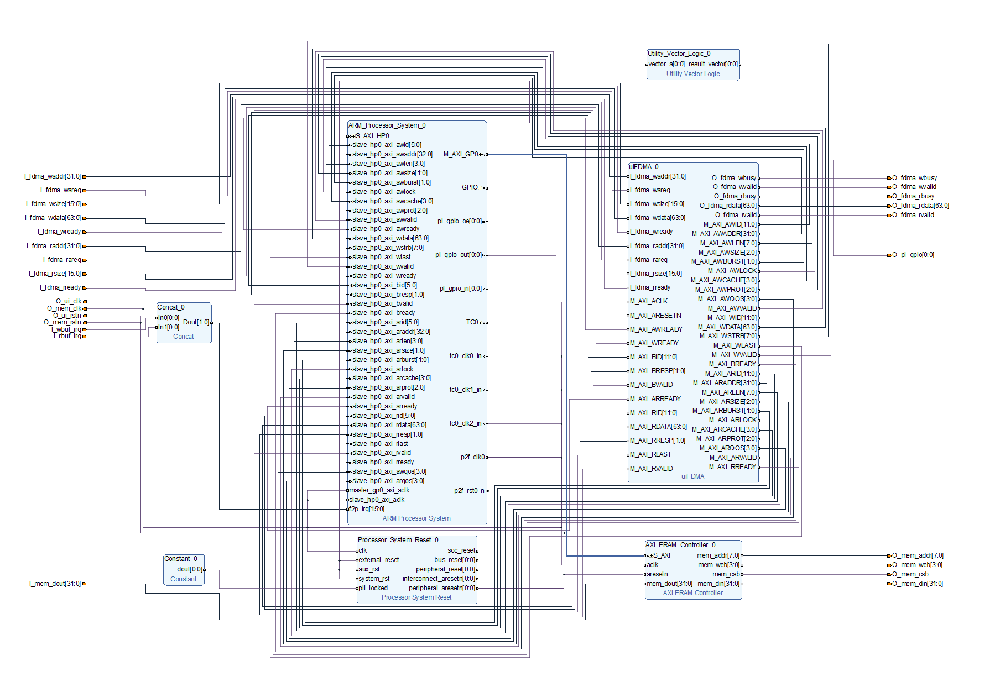 Utility_Vector_Logic_0
vector_a[0:0] result_vector[0:0]
Utility Vector Logic
I_fdma_waddr[31:0]
I_fdma_wareq
I_fdma_wsize[15:0]
I_fdma_wdata[63:0]
I_fdma_wready
I_fdma_raddr[31:0]
I_fdma_rareq
I_fdma_rsize[15:0]
I_fdma_rready
O_ui_clk
O_mem_clk
O_ui_rstn
O_mem_rstn
I_wbuf_irq
I_rbuf_irq
I_mem_dout[31:0]
Concat_0
In0[0:0]
Dout[1:0]
In1[0:0]
Concat
Constant_0
dout[0:0]
Constant
ARM_Processor_System_0
S_AXI_HP0
slave_hp0_axi_awid[5:0]
slave_hp0_axi_awaddr[32:0]
slave_hp0_axi_awlen[3:0]
slave_hp0_axi_awsize[1:0]
slave_hp0_axi_awburst[1:0]
slave_hp0_axi_awlock
slave_hp0_axi_awcache[3:0]
slave_hp0_axi_awprot[2:0]
slave_hp0_axi_awvalid
slave_hp0_axi_awready
slave_hp0_axi_wdata[63:0]
slave_hp0_axi_wstrb[7:0]
slave_hp0_axi_wlast
slave_hp0_axi_wvalid
slave_hp0_axi_wready
slave_hp0_axi_bid[5:0]
slave_hp0_axi_bresp[1:0]
slave_hp0_axi_bvalid
slave_hp0_axi_bready
slave_hp0_axi_arid[5:0]
slave_hp0_axi_araddr[32:0]
slave_hp0_axi_arlen[3:0]
slave_hp0_axi_arsize[1:0]
slave_hp0_axi_arburst[1:0]
slave_hp0_axi_arlock
slave_hp0_axi_arcache[3:0]
slave_hp0_axi_arprot[2:0]
slave_hp0_axi_arvalid
slave_hp0_axi_arready
slave_hp0_axi_rid[5:0]
slave_hp0_axi_rdata[63:0]
slave_hp0_axi_rresp[1:0]
slave_hp0_axi_rlast
slave_hp0_axi_rvalid
slave_hp0_axi_rready
slave_hp0_axi_awqos[3:0]
slave_hp0_axi_arqos[3:0]
master_gp0_axi_aclk
slave_hp0_axi_aclk
f2p_irq[15:0]
M_AXI_GP0
GPIO
pl_gpio_oe[0:0]
pl_gpio_out[0:0]
pl_gpio_in[0:0]
TC0
tc0_clk0_in
tc0_clk1_in
tc0_clk2_in
p2f_clk0
p2f_rst0_n
ARM Processor System
Processor_System_Reset_0
clk
external_reset
aux_rst
system_rst
pll_locked
soc_reset
bus_reset[0:0]
peripheral_reset[0:0]
interconnect_aresetn[0:0]
peripheral_aresetn[0:0]
Processor System Reset
uiFDMA_0
I_fdma_waddr[31:0]
I_fdma_wareq
I_fdma_wsize[15:0]
I_fdma_wdata[63:0]
I_fdma_wready
I_fdma_raddr[31:0]
I_fdma_rareq
I_fdma_rsize[15:0]
I_fdma_rready
M_AXI_ACLK
M_AXI_ARESETN
M_AXI_AWREADY
M_AXI_WREADY
M_AXI_BID[11:0]
M_AXI_BRESP[1:0]
M_AXI_BVALID
M_AXI_ARREADY
M_AXI_RID[11:0]
M_AXI_RDATA[63:0]
M_AXI_RRESP[1:0]
M_AXI_RLAST
M_AXI_RVALID
O_fdma_wbusy
O_fdma_wvalid
O_fdma_rbusy
O_fdma_rdata[63:0]
O_fdma_rvalid
M_AXI_AWID[11:0]
M_AXI_AWADDR[31:0]
M_AXI_AWLEN[7:0]
M_AXI_AWSIZE[2:0]
M_AXI_AWBURST[1:0]
M_AXI_AWLOCK
M_AXI_AWCACHE[3:0]
M_AXI_AWPROT[2:0]
M_AXI_AWQOS[3:0]
M_AXI_AWVALID
M_AXI_WID[11:0]
M_AXI_WDATA[63:0]
M_AXI_WSTRB[7:0]
M_AXI_WLAST
M_AXI_WVALID
M_AXI_BREADY
M_AXI_ARID[11:0]
M_AXI_ARADDR[31:0]
M_AXI_ARLEN[7:0]
M_AXI_ARSIZE[2:0]
M_AXI_ARBURST[1:0]
M_AXI_ARLOCK
M_AXI_ARCACHE[3:0]
M_AXI_ARPROT[2:0]
M_AXI_ARQOS[3:0]
M_AXI_ARVALID
M_AXI_RREADY
uiFDMA
AXI_ERAM_Controller_0
S_AXI
aclk
aresetn
mem_dout[31:0]
mem_addr[7:0]
mem_web[3:0]
mem_csb
mem_din[31:0]
AXI ERAM Controller
O_fdma_wbusy
O_fdma_wvalid
O_fdma_rbusy
O_fdma_rdata[63:0]
O_fdma_rvalid
O_pl_gpio[0:0]
O_mem_addr[7:0]
O_mem_web[3:0]
O_mem_csb
O_mem_din[31:0]